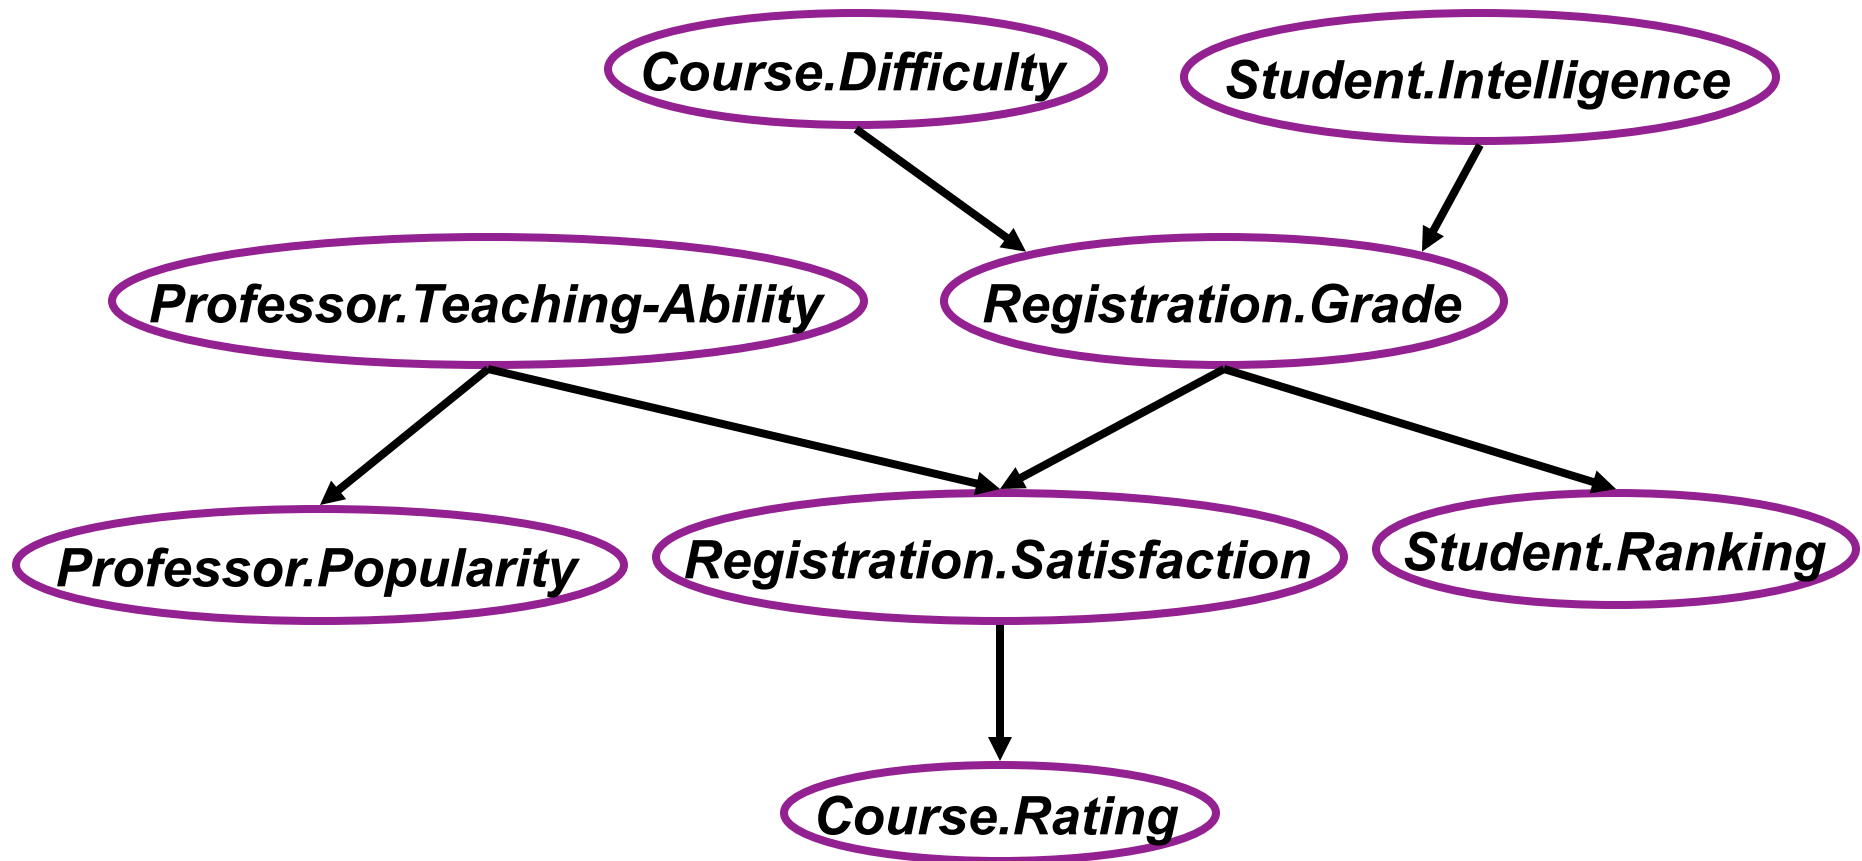 Course.Difficulty
Student.Intelligence
Professor.Teaching-Ability
Registration.Grade
Professor.Popularity
Registration.Satisfaction
Student.Ranking
Course.Rating